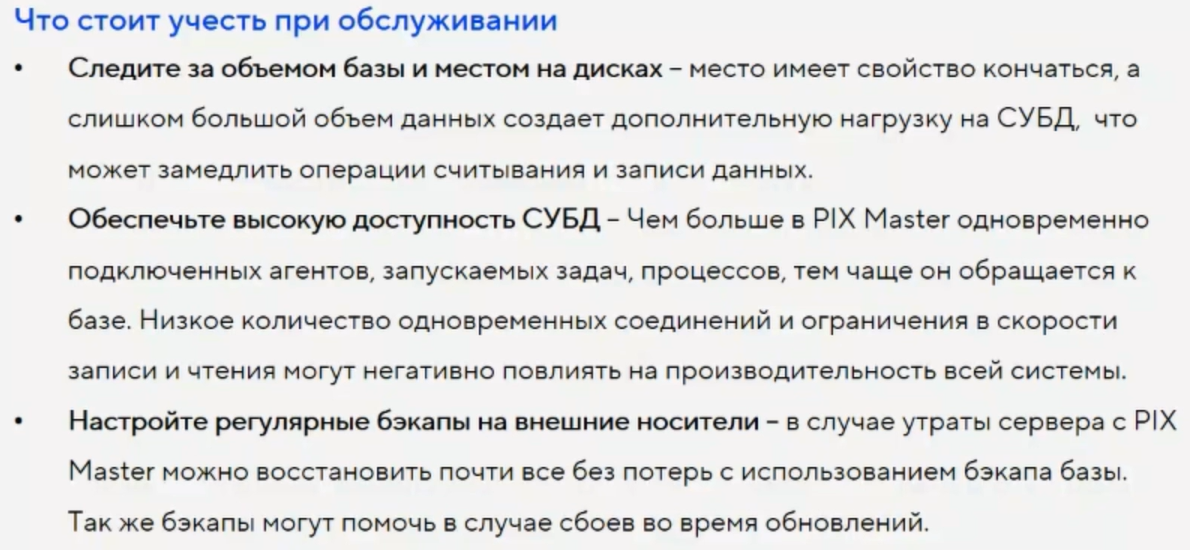 Что стоит учесть при обслуживании
• Следите за объемом базы и местом на дисках – место имеет свойство кончаться, а
слишком большой объем данных создает дополнительную нагрузку на СУБД, что
может замедлить операции считывания и записи данных.
• Обеспечьте высокую доступность СУБД – Чем больше в PIX Master одновременно
подключенных агентов, запускаемых задач, процессов, тем чаще он обращается к
базе. Низкое количество одновременных соединений и ограничения в скорости
записи и чтения могут негативно повлиять на производительность всей системы.
• Настройте регулярные бэкапы на внешние носители – в случае утраты сервера с PIX
Master можно восстановить почти все без потерь с использованием бэкапа базы.
Так же бэкапы могут помочь в случае сбоев во время обновлений.